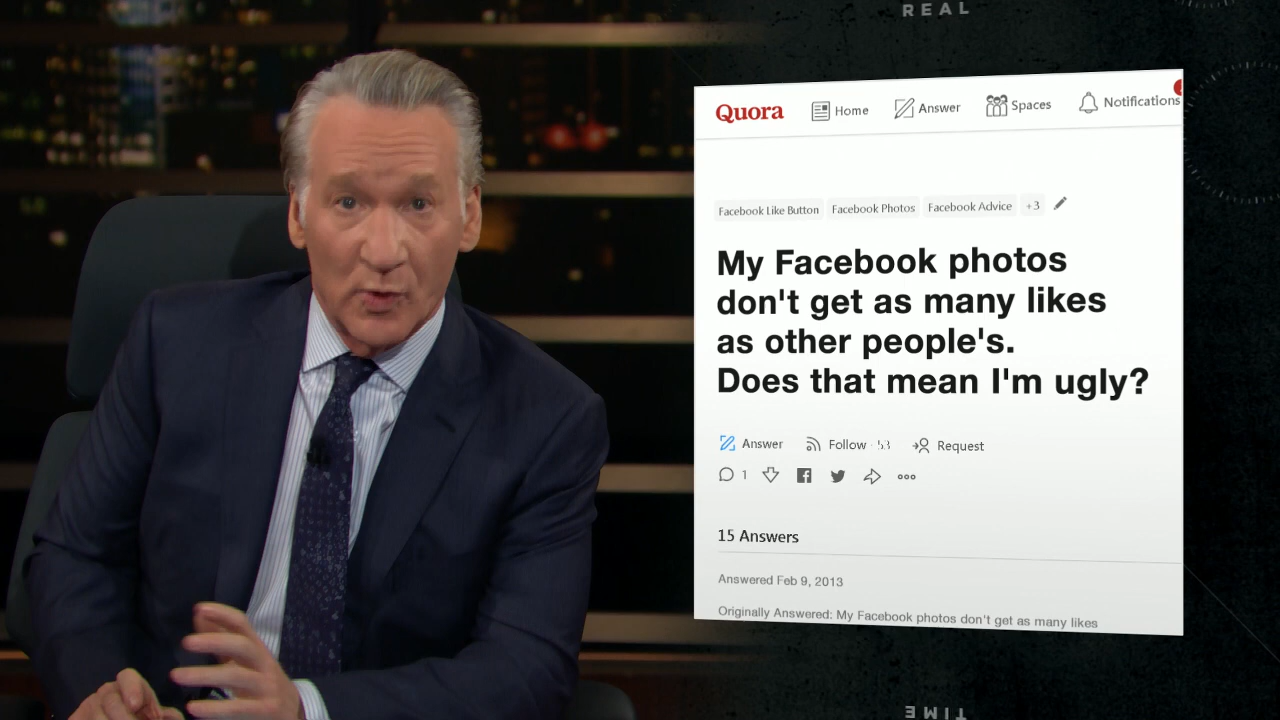 REAL
Quora
Home
Answer
Spaces
Notifications
Facebook Like Button
Facebook Photos
Facebook Advice
+3
My Facebook photos
don't get as many likes
as other people's.
Does that mean I'm ugly?
Answer
Follow · 53
Request
1
15 Answers
Answered Feb 9, 2013
Originally Answered: My Facebook photos don't get as many likes
TIME